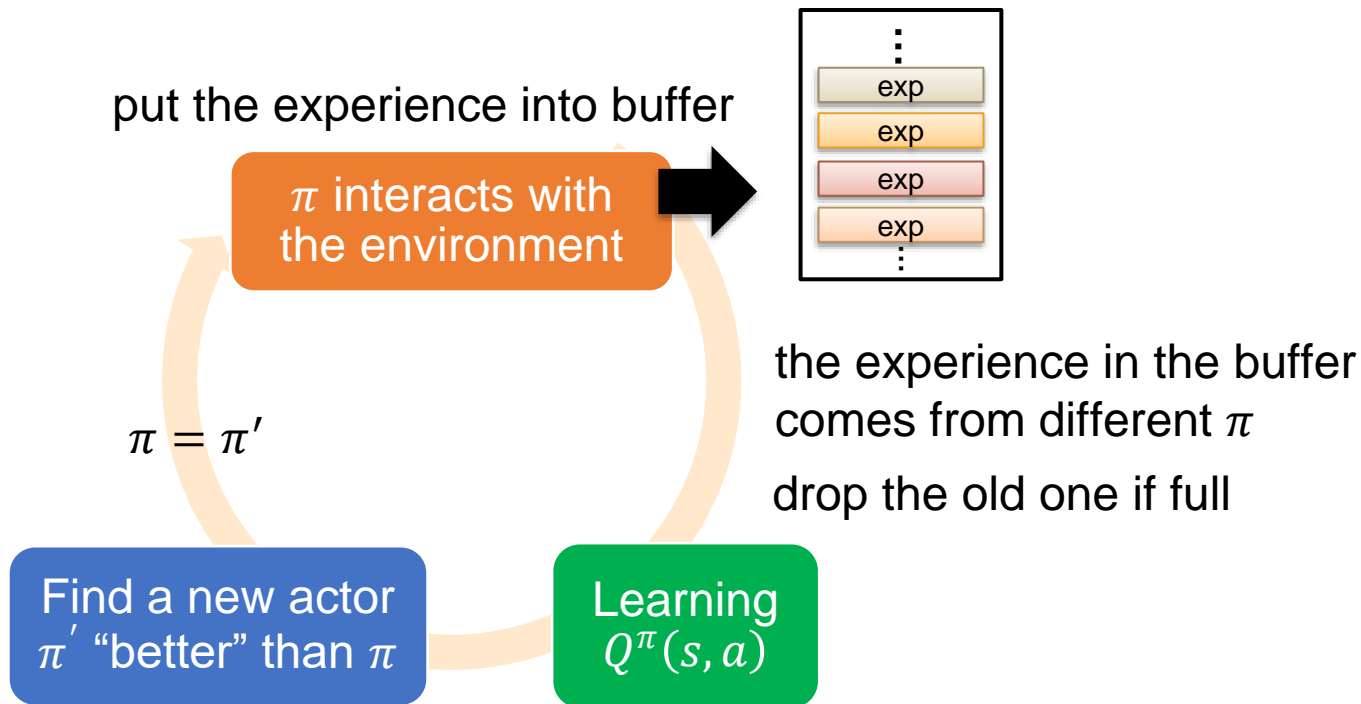 put the experience into buffer
⋮
exp
exp
exp
exp
⋮
π interacts with
the environment
the experience in the buffer
comes from different π
drop the old one if full
π = π′
Find a new actor
π′ “better” than π
Learning
Q^π(s, a)